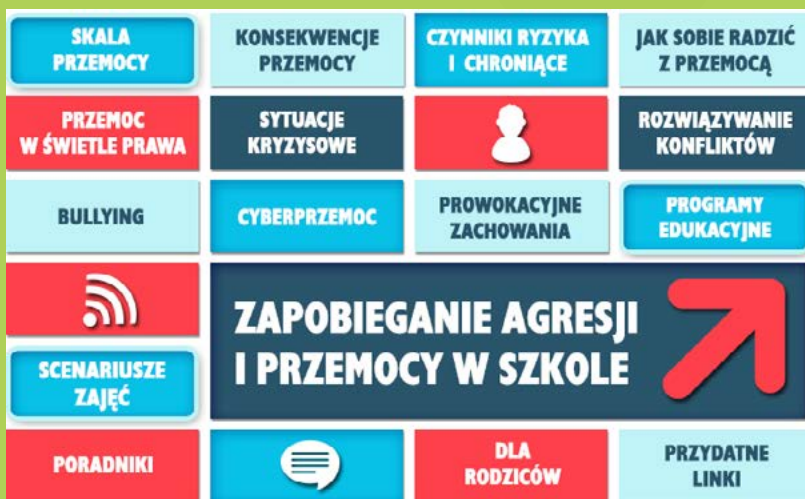 SKALA
PRZEMOCY
KONSEKWENCJE
PRZEMOCY
CZYNNIKI RYZYKA
I CHRONIĄCE
JAK SOBIE RADZIĆ
Z PRZEMOCĄ
PRZEMOC
W ŚWIETLE PRAWA
SYTUACJE
KRYZYSOWE
ROZWIĄZYWANIE
KONFLIKTÓW
BULLYING
CYBERPRZEMOC
PROWOKACYJNE
ZACHOWANIA
PROGRAMY
EDUKACYJNE
ZAPOBIEGANIE AGRESJI
I PRZEMOCY W SZKOLE
SCENARIUSZE
ZAJĘĆ
PORADNIKI
DLA
RODZICÓW
PRZYDATNE
LINKI